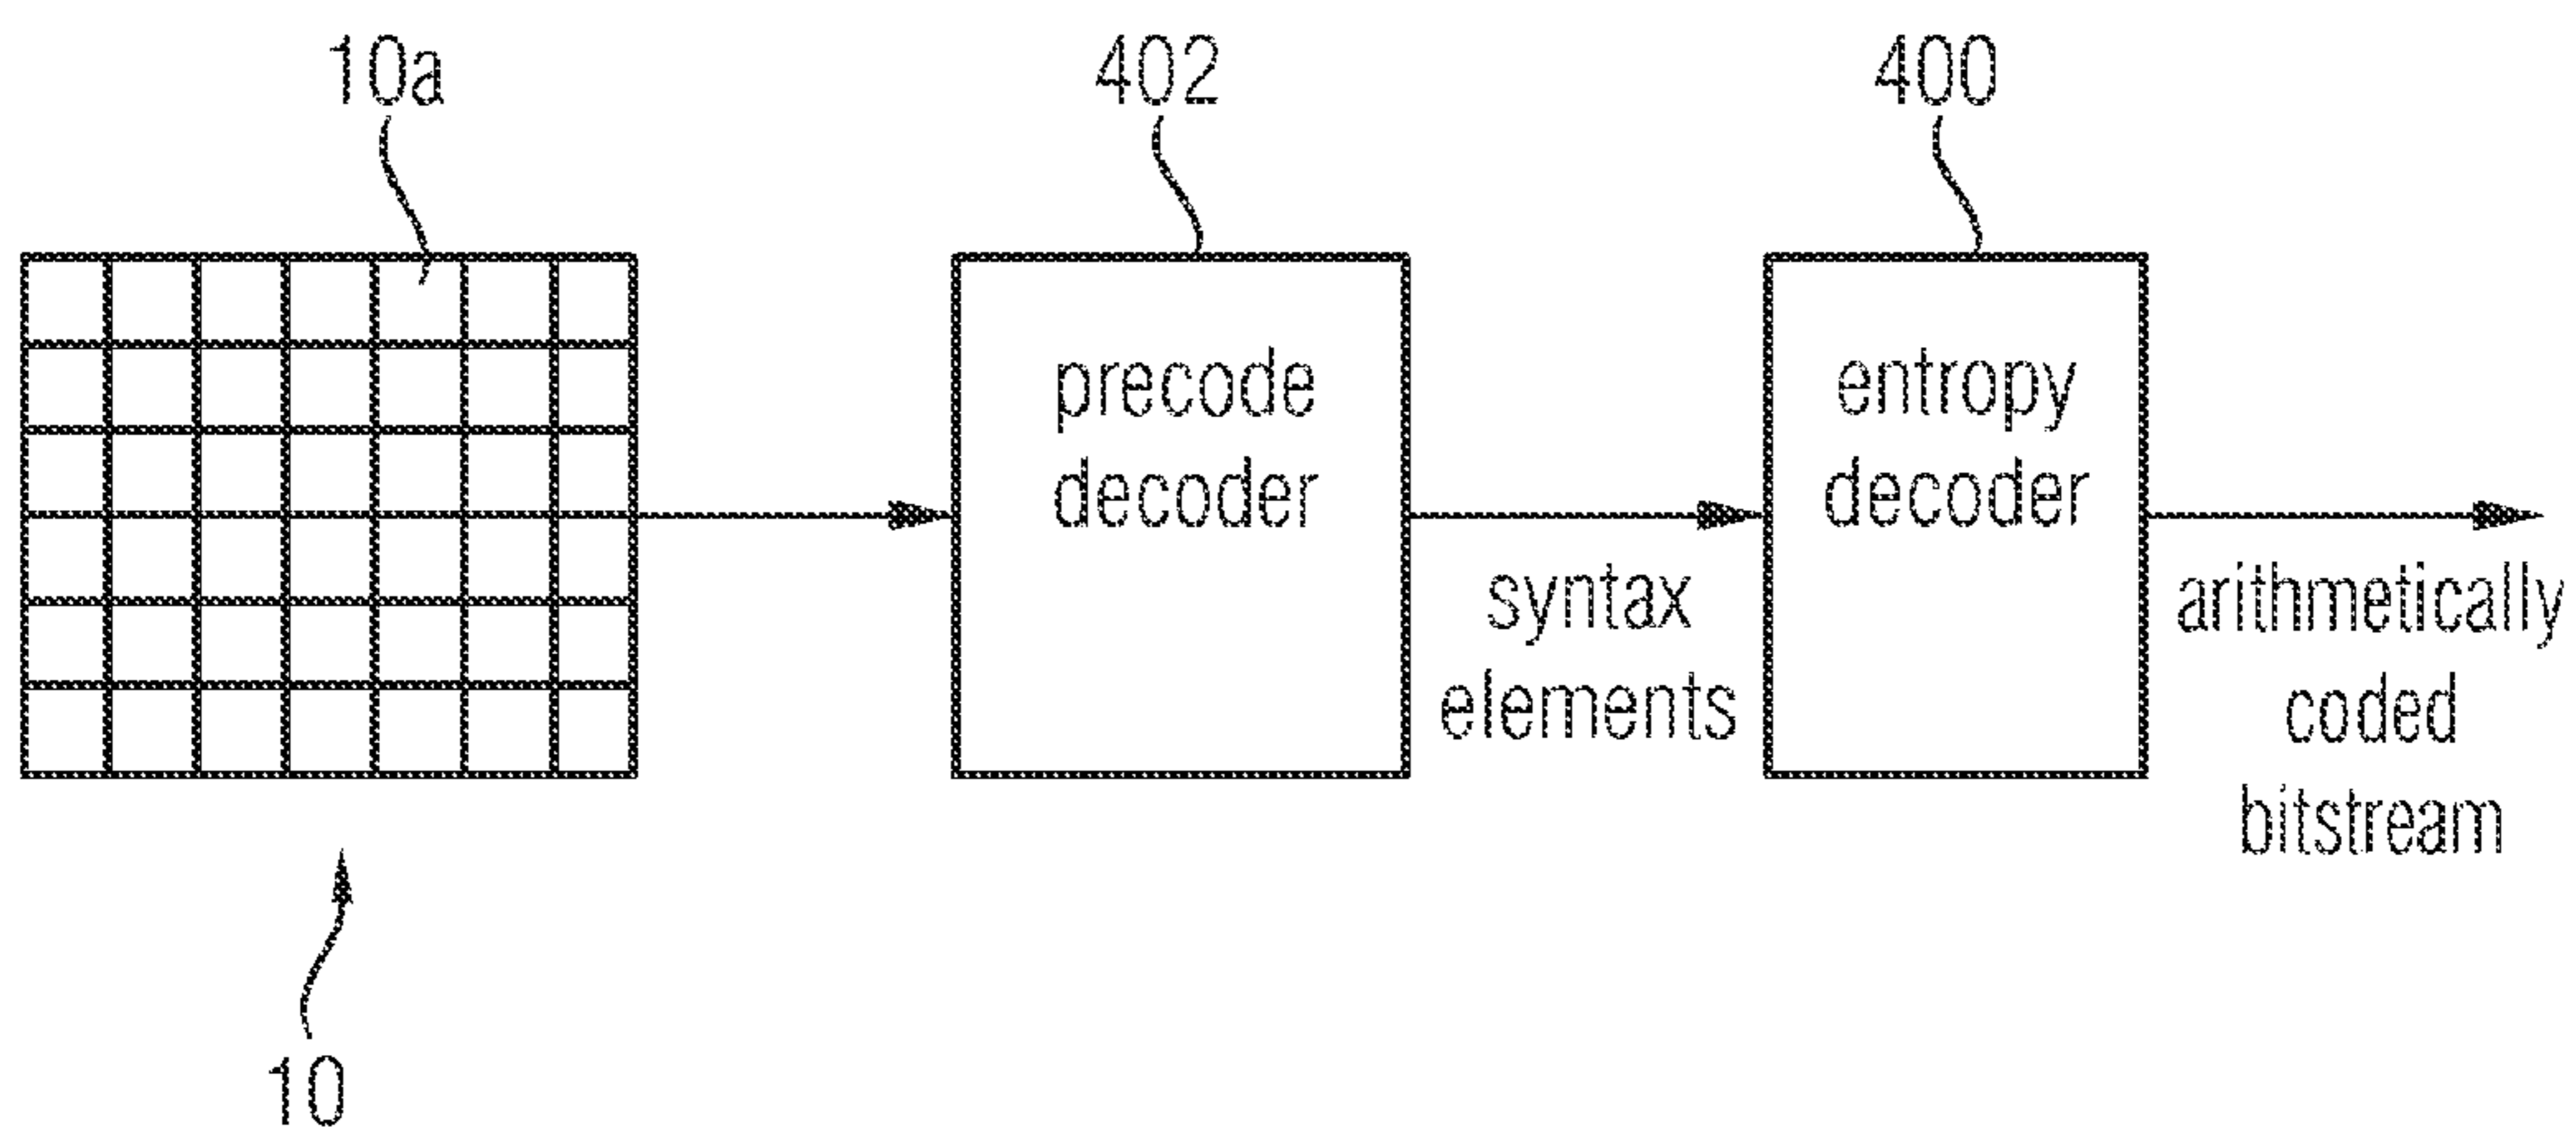 10a
402
400
precode
decoder
entropy
decoder
syntax
elements
arithmetically
coded
bitstream
10